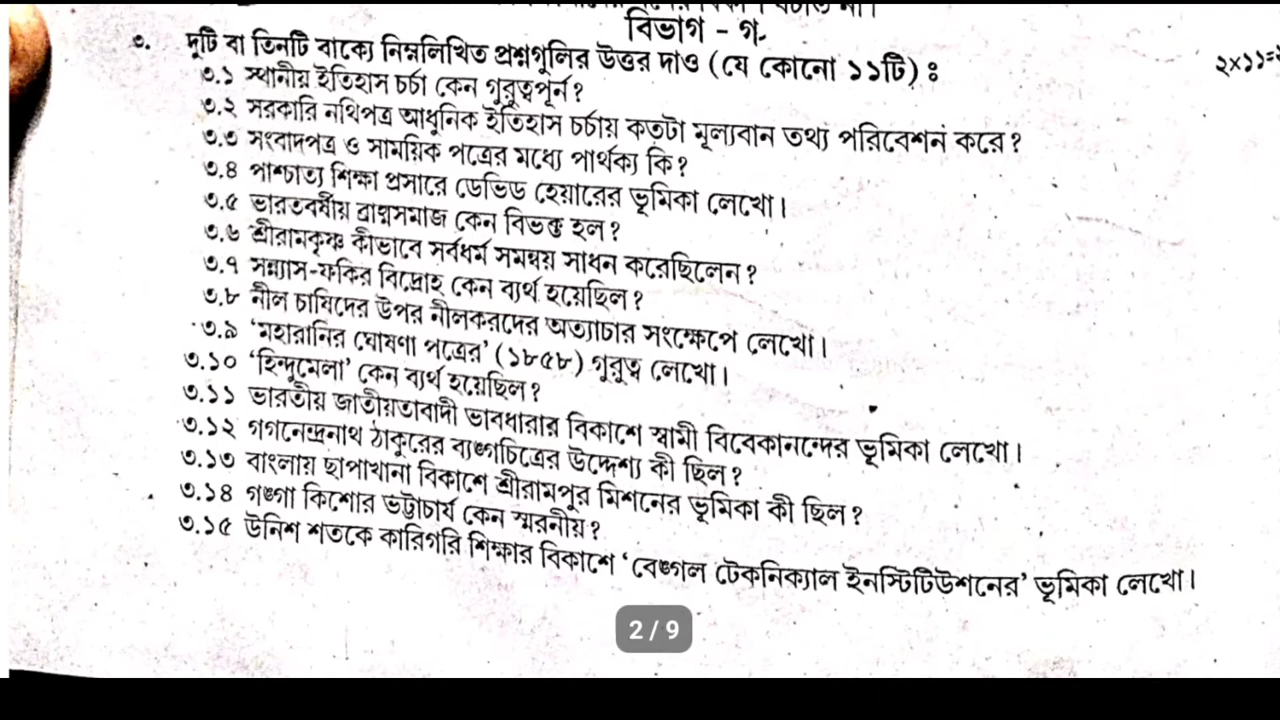 বিভাগ - গ
৩. দুটি বা তিনটি বাক্যে নিম্নলিখিত প্রশ্নগুলির উত্তর দাও (যে কোনো ১১টি) ঃ ২×১১=
৩.১ স্থানীয় ইতিহাস চর্চা কেন গুরুত্বপূর্ন?
৩.২ সরকারি নথিপত্র আধুনিক ইতিহাস চর্চায় কতটা মূল্যবান তথ্য পরিবেশন করে?
৩.৩ সংবাদপত্র ও সাময়িক পত্রের মধ্যে পার্থক্য কি?
৩.৪ পাশ্চাত্য শিক্ষা প্রসারে ডেভিড হেয়ারের ভূমিকা লেখো।
৩.৫ ভারতবর্ষীয় ব্রাহ্মসমাজ কেন বিভক্ত হল?
৩.৬ শ্রীরামকৃষ্ণ কীভাবে সর্বধর্ম সমন্বয় সাধন করেছিলেন?
৩.৭ সন্ন্যাস-ফকির বিদ্রোহ কেন ব্যর্থ হয়েছিল?
৩.৮ নীল চাষিদের উপর নীলকরদের অত্যাচার সংক্ষেপে লেখো।
৩.৯ ‘মহারানির ঘোষণা পত্রের’ (১৮৫৮) গুরুত্ব লেখো।
৩.১০ ‘হিন্দুমেলা’ কেন ব্যর্থ হয়েছিল?
৩.১১ ভারতীয় জাতীয়তাবাদী ভাবধারার বিকাশে স্বামী বিবেকানন্দের ভূমিকা লেখো।
৩.১২ গগনেন্দ্রনাথ ঠাকুরের ব্যঙ্গচিত্রের উদ্দেশ্য কী ছিল?
৩.১৩ বাংলায় ছাপাখানা বিকাশে শ্রীরামপুর মিশনের ভূমিকা কী ছিল?
৩.১৪ গঙ্গা কিশোর ভট্টাচার্য কেন স্মরনীয়?
৩.১৫ উনিশ শতকে কারিগরি শিক্ষার বিকাশে ‘বেঙ্গল টেকনিক্যাল ইনস্টিটিউশনের’ ভূমিকা লেখো।
2 / 9